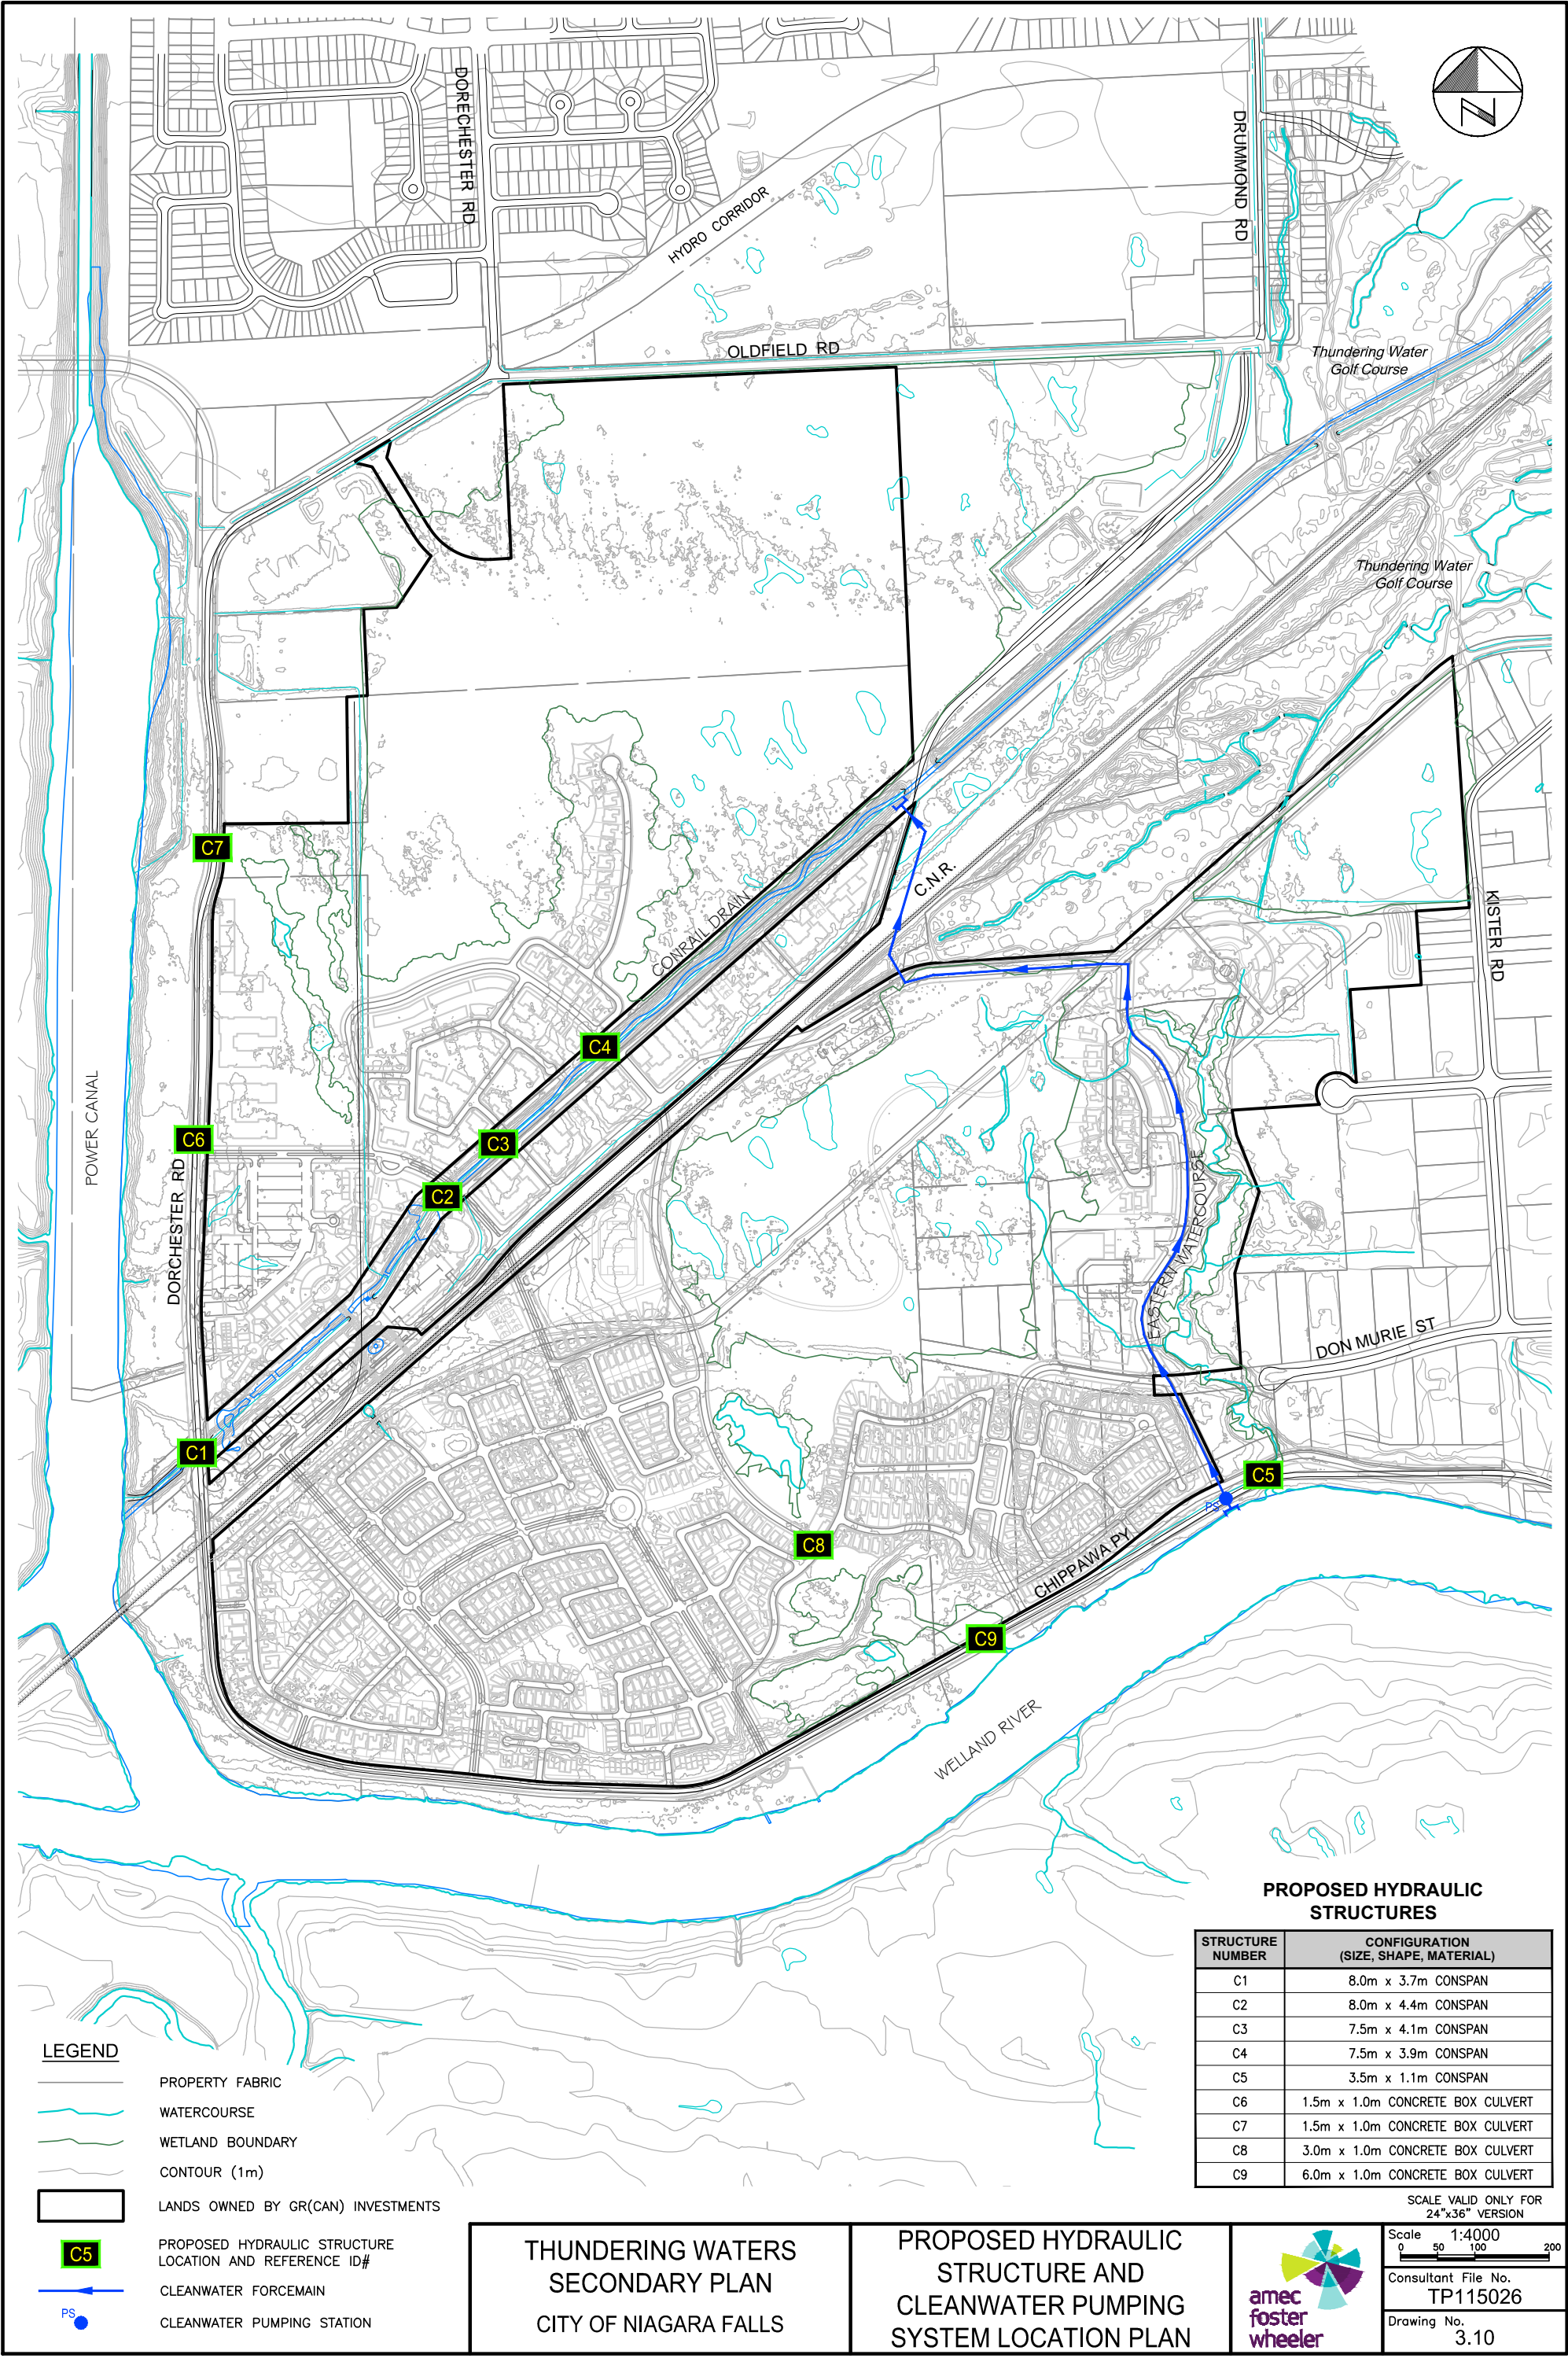 DORECHESTER RD
DRUMMOND RD
N
HYDRO CORRIDOR
OLDFIELD RD
Thundering Water
Golf Course
Thundering Water
Golf Course
C7
C.N.R.
CONRAIL DRAIN
KISTER RD
C4
POWER CANAL
C6
C3
DORCHESTER RD
C2
EASTERN WATERCOURSE
DON MURIE ST
C1
C5
PS
C8
CHIPPAWA PY
C9
WELLAND RIVER
PROPOSED HYDRAULIC
STRUCTURES
STRUCTURE NUMBER CONFIGURATION (SIZE, SHAPE, MATERIAL)
C1 8.0m x 3.7m CONSPAN
C2 8.0m x 4.4m CONSPAN
C3 7.5m x 4.1m CONSPAN
C4 7.5m x 3.9m CONSPAN
C5 3.5m x 1.1m CONSPAN
C6 1.5m x 1.0m CONCRETE BOX CULVERT
C7 1.5m x 1.0m CONCRETE BOX CULVERT
C8 3.0m x 1.0m CONCRETE BOX CULVERT
C9 6.0m x 1.0m CONCRETE BOX CULVERT
LEGEND
PROPERTY FABRIC
WATERCOURSE
WETLAND BOUNDARY
CONTOUR (1m)
LANDS OWNED BY GR(CAN) INVESTMENTS
C5
PROPOSED HYDRAULIC STRUCTURE
LOCATION AND REFERENCE ID#
CLEANWATER FORCEMAIN
PS
CLEANWATER PUMPING STATION
THUNDERING WATERS
SECONDARY PLAN
CITY OF NIAGARA FALLS
PROPOSED HYDRAULIC
STRUCTURE AND
CLEANWATER PUMPING
SYSTEM LOCATION PLAN
amec
foster
wheeler
SCALE VALID ONLY FOR
24"x36" VERSION
Scale 1:4000
0 50 100 200
Consultant File No.
TP115026
Drawing No.
3.10